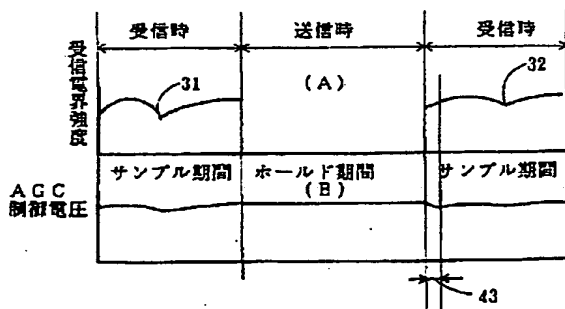 受信時
送信時
受信時
受信電界強度
31
(A)
32
サンプル期間
ホールド期間
サンプル期間
(B)
AGC
制御電圧
43